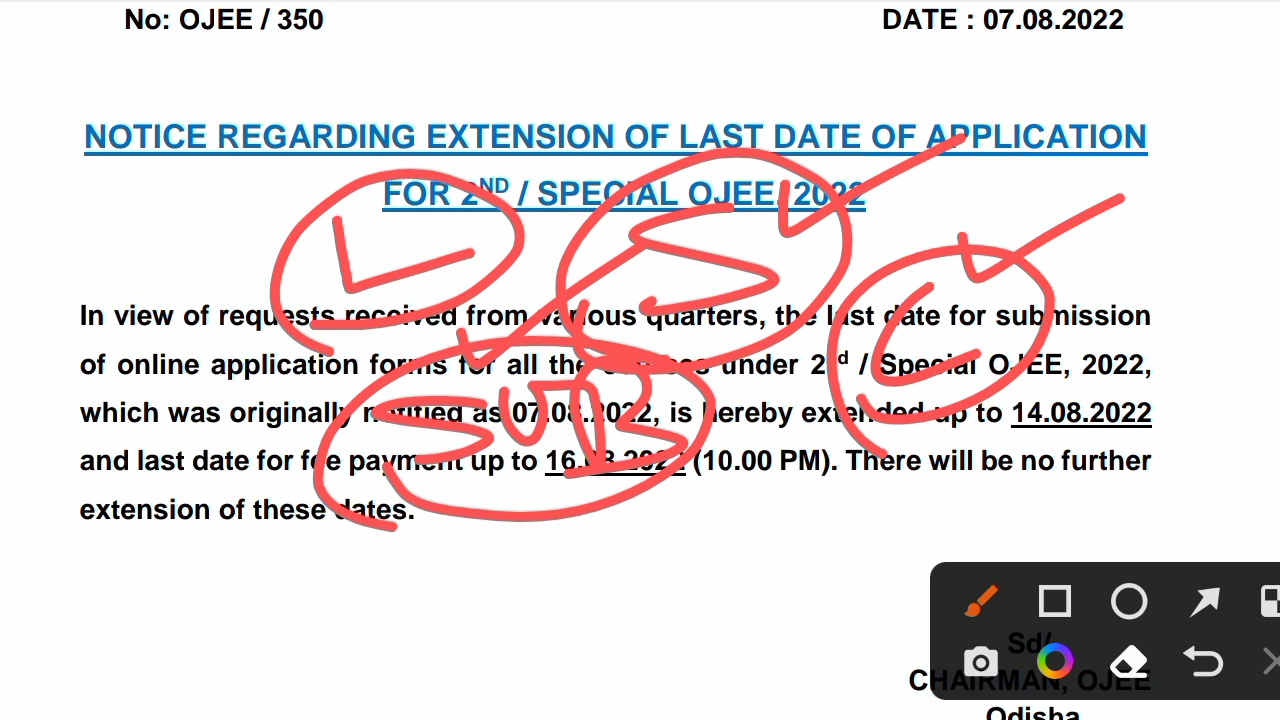 No: OJEE / 350 DATE : 07.08.2022
NOTICE REGARDING EXTENSION OF LAST DATE OF APPLICATION
FOR 2ND / SPECIAL OJEE, 2022
In view of requests received from various quarters, the last date for submission
of online application forms for all the courses under 2nd / Special OJEE, 2022,
which was originally notified as 07.08.2022, is hereby extended up to 14.08.2022
and last date for fee payment up to 16.08.2022 (10.00 PM). There will be no further
extension of these dates.
L
S
C
SUB
Sd/
CHAIRMAN, OJEE
Odisha